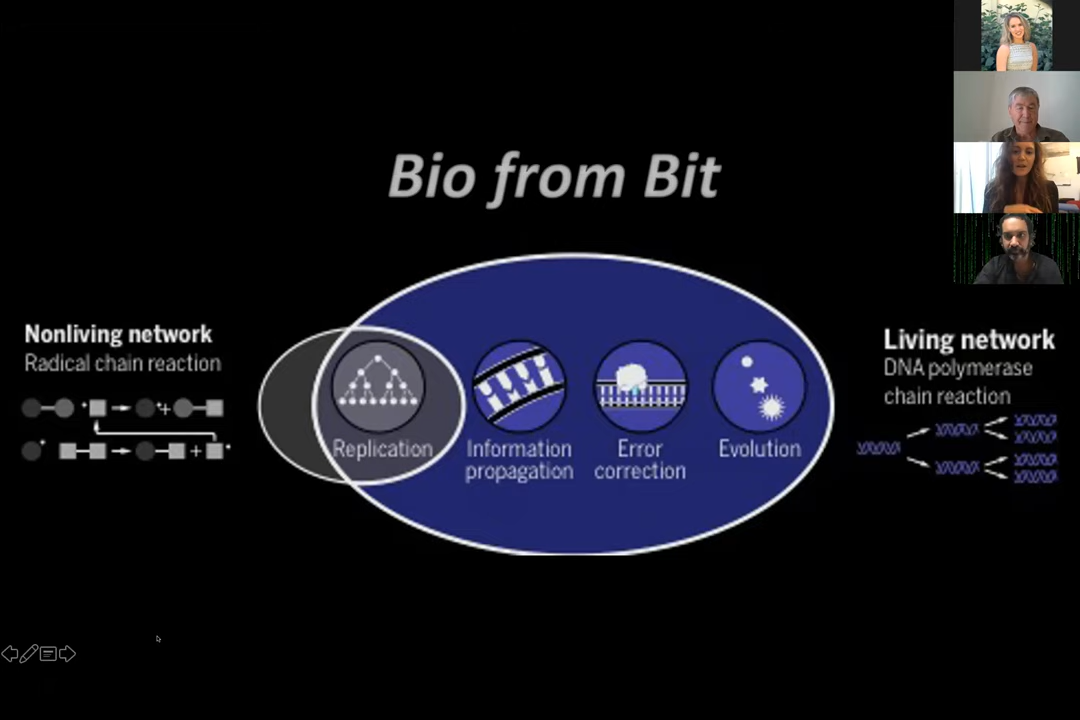 Bio from Bit
Nonliving network
Radical chain reaction
Replication
Information
propagation
Error
correction
Evolution
Living network
DNA polymerase
chain reaction